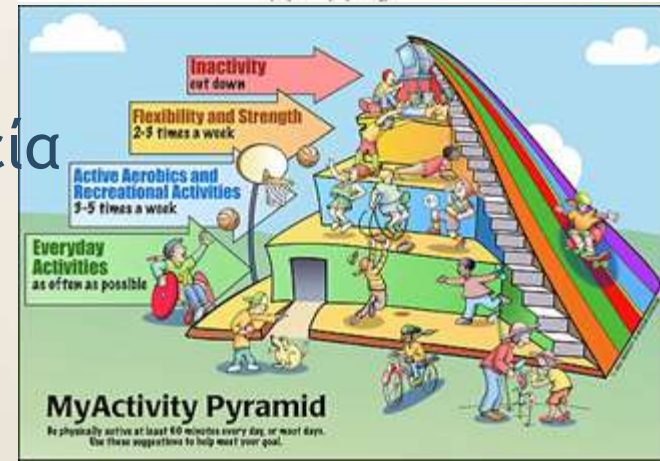 εία
Inactivity
cut down
Flexibility and Strength
2-3 times a week
Active Aerobics and
Recreational Activities
3-5 times a week
Everyday
Activities
as often as possible
MyActivity Pyramid
Be physically active at least 60 minutes every day, or most days.
Use these suggestions to help meet your goal.